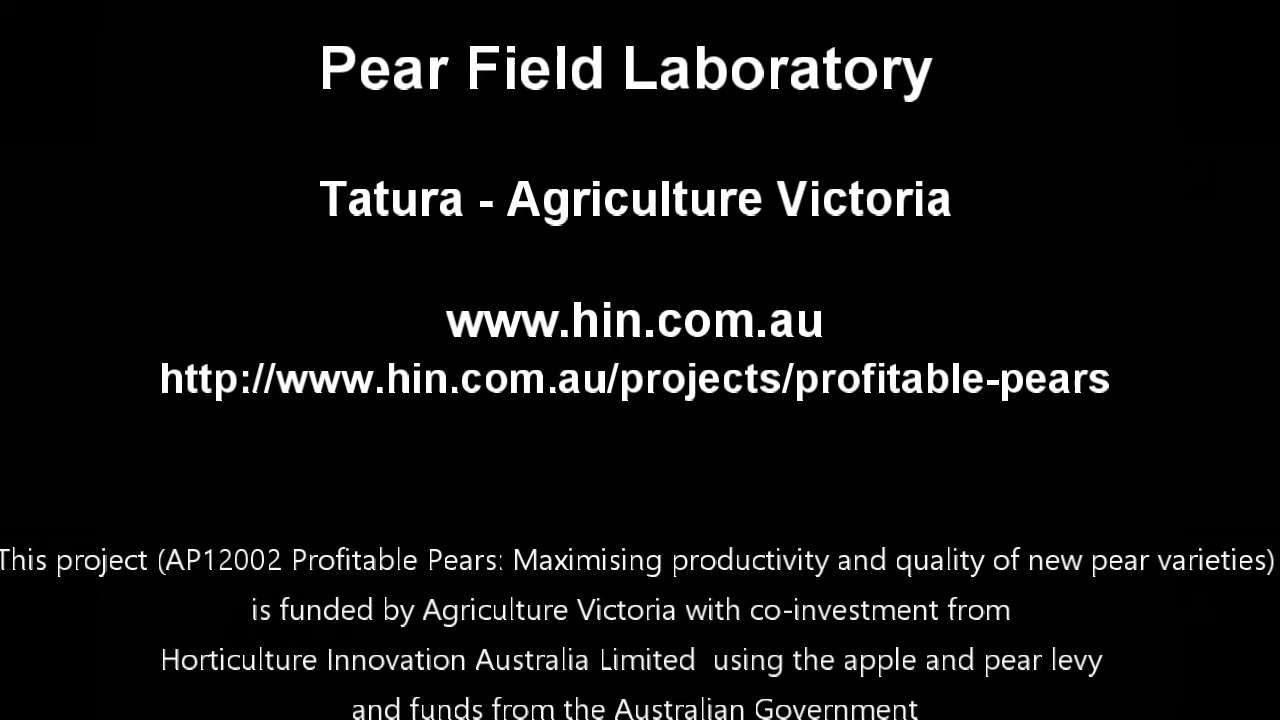 Pear Field Laboratory
Tatura - Agriculture Victoria
www.hin.com.au
http://www.hin.com.au/projects/profitable-pears
This project (AP12002 Profitable Pears: Maximising productivity and quality of new pear varieties)
is funded by Agriculture Victoria with co-investment from
Horticulture Innovation Australia Limited  using the apple and pear levy
and funds from the Australian Government